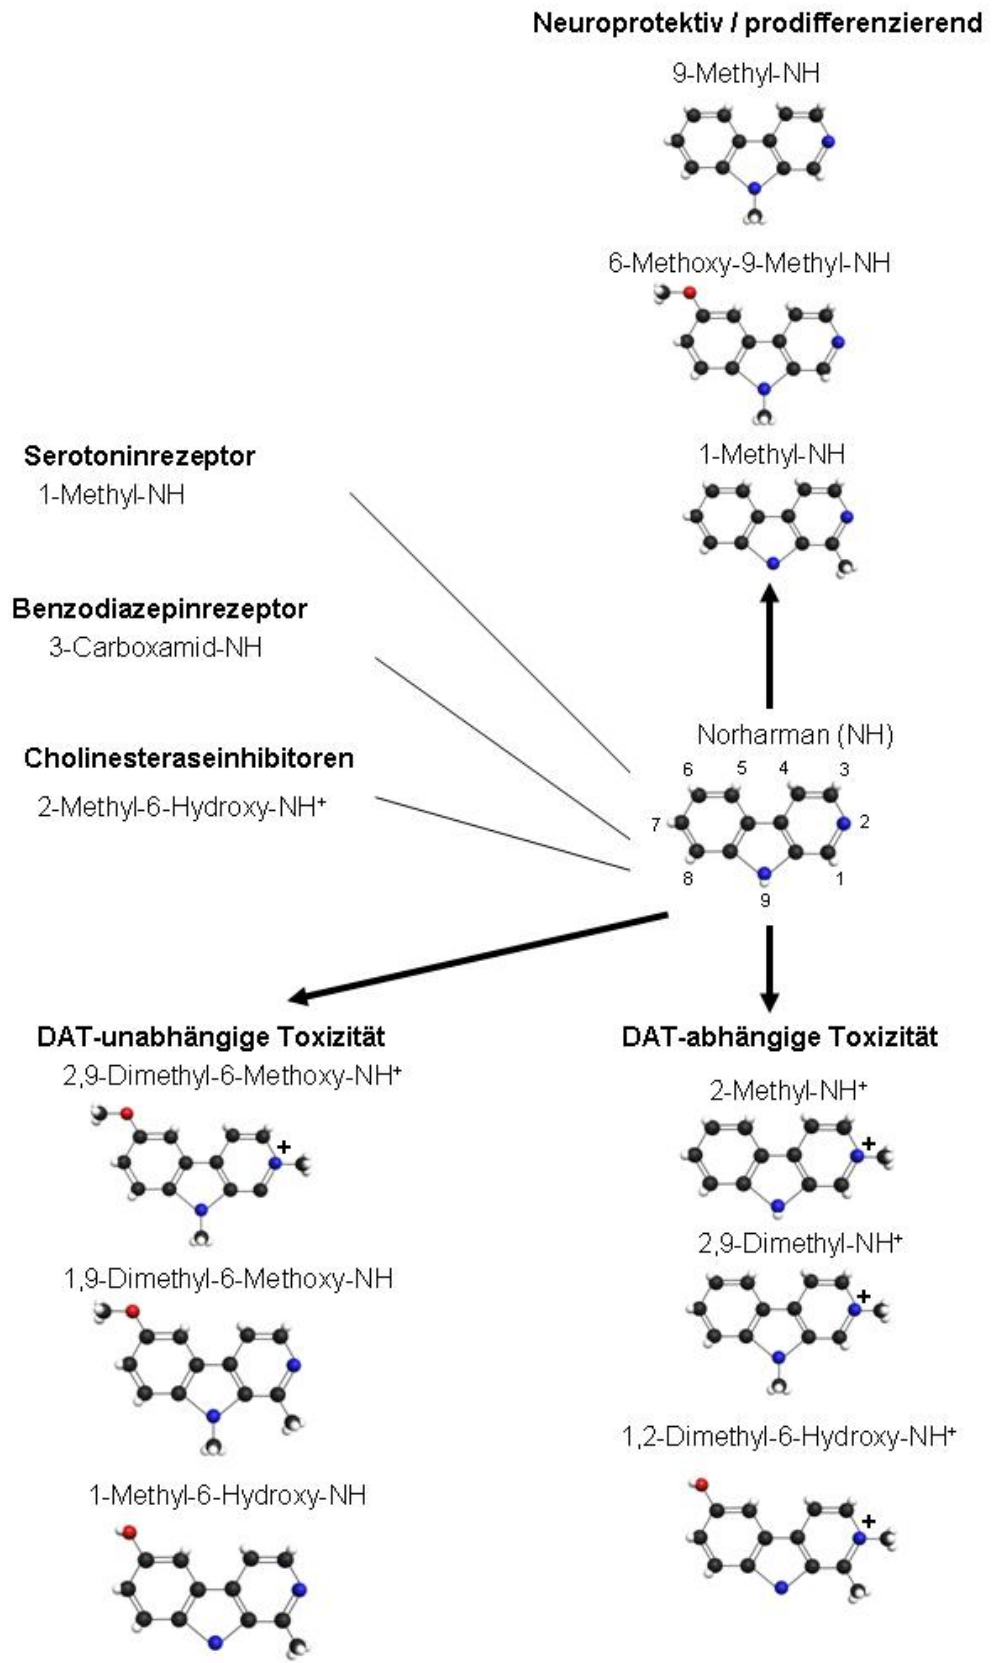 Neuroprotektiv / prodifferenzierend
9-Methyl-NH
6-Methoxy-9-Methyl-NH
1-Methyl-NH
Serotoninrezeptor
1-Methyl-NH
Benzodiazepinrezeptor
3-Carboxamid-NH
Cholinesteraseinhibitoren
2-Methyl-6-Hydroxy-NH⁺
Norharman (NH)
6 5 4 3
7 2
8 1
9
DAT-unabhängige Toxizität
2,9-Dimethyl-6-Methoxy-NH⁺
+
1,9-Dimethyl-6-Methoxy-NH
1-Methyl-6-Hydroxy-NH
DAT-abhängige Toxizität
2-Methyl-NH⁺
+
2,9-Dimethyl-NH⁺
+
1,2-Dimethyl-6-Hydroxy-NH⁺
+